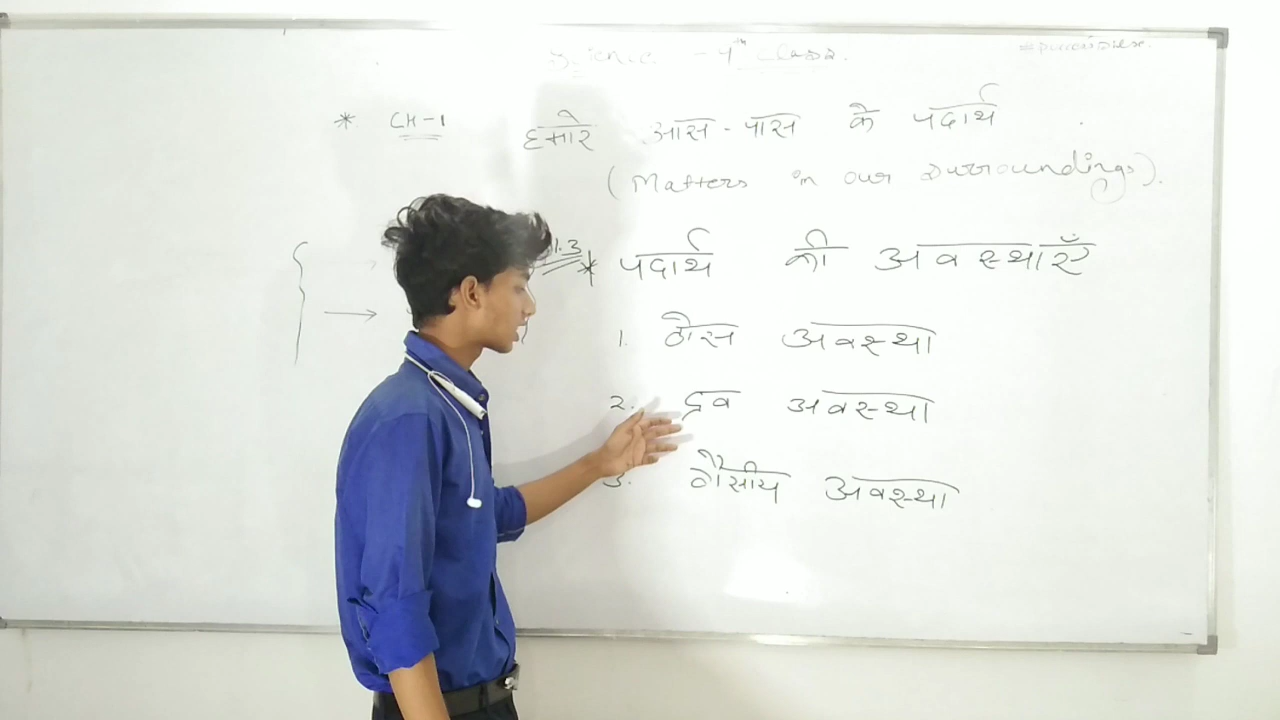 Science - 9th Class.
* CH-1 हमारे आस-पास के पदार्थ
(Matters in our surroundings).
1.3 * पदार्थ की अवस्थाएँ
1. ठोस अवस्था
2. द्रव अवस्था
3. गैसीय अवस्था